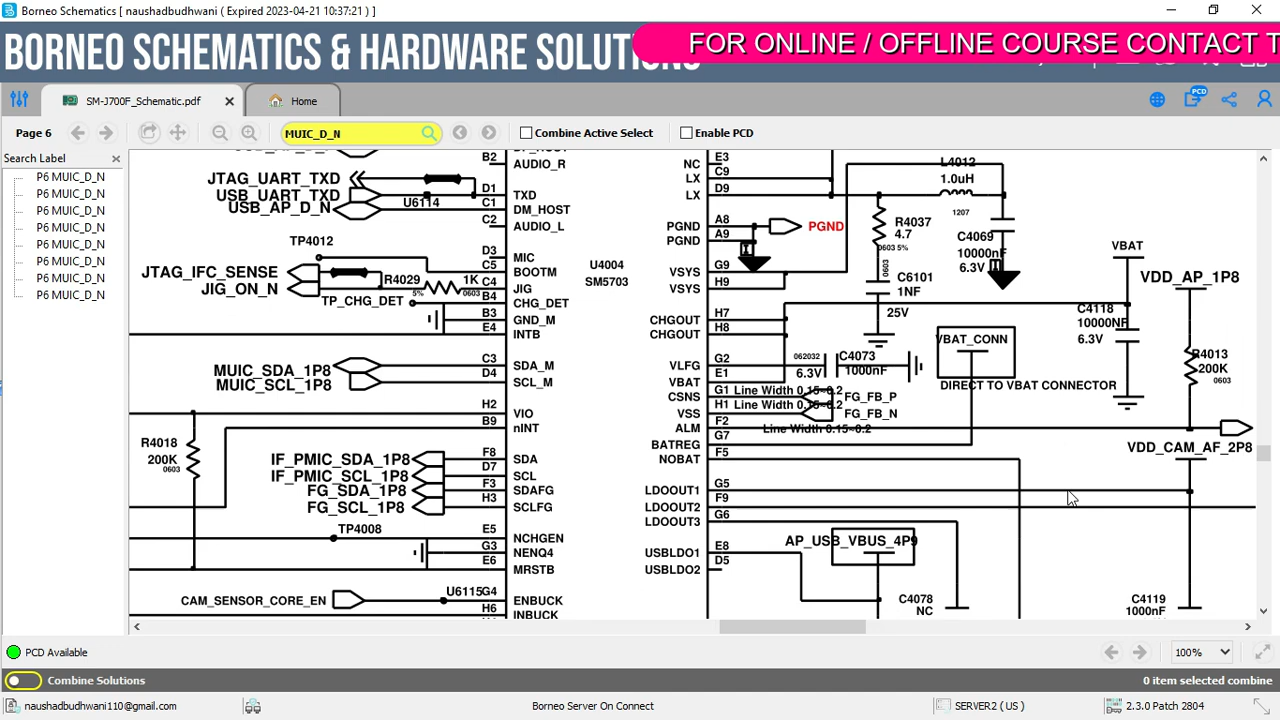 Borneo Schematics [ naushadbudhwani ( Expired 2023-04-21 10:37:21) ]
BORNEO SCHEMATICS & HARDWARE SOLUTIONS
FOR ONLINE / OFFLINE COURSE CONTACT T
SM-J700F_Schematic.pdf
Home
PCD
Page 6
MUIC_D_N
Combine Active Select
Enable PCD
Search Label
P6 MUIC_D_N
P6 MUIC_D_N
P6 MUIC_D_N
P6 MUIC_D_N
P6 MUIC_D_N
P6 MUIC_D_N
P6 MUIC_D_N
P6 MUIC_D_N
B2 AUDIO_R
JTAG_UART_TXD
USB_UART_TXD D1 TXD
USB_AP_D_N U6114 C1 DM_HOST
C2 AUDIO_L
TP4012
D3 MIC
C5 BOOTM
JTAG_IFC_SENSE
R4029 1K C4 JIG
JIG_ON_N
5% 0603
TP_CHG_DET B4 CHG_DET
B3 GND_M
E4 INTB
U4004
SM5703
MUIC_SDA_1P8 C3 SDA_M
MUIC_SCL_1P8 D4 SCL_M
H2 VIO
B9 nINT
R4018
200K
0603
IF_PMIC_SDA_1P8 F8 SDA
IF_PMIC_SCL_1P8 D7 SCL
FG_SDA_1P8 F3 SDAFG
FG_SCL_1P8 H3 SCLFG
TP4008
E5 NCHGEN
G3 NENQ4
E6 MRSTB
CAM_SENSOR_CORE_EN U6115 G4 ENBUCK
H6 INBUCK
NC E3
LX C9
LX D9
PGND A8 PGND
PGND A9
VSYS G9
VSYS H9
CHGOUT H7
CHGOUT H8
VLFG G2
VBAT E1
CSNS G1 Line Width 0.15~0.2 FG_FB_P
VSS H1 Line Width 0.15~0.2 FG_FB_N
ALM F2 Line Width 0.15~0.2
BATREG G7
NOBAT F5
LDOOUT1 G5
LDOOUT2 F9
LDOOUT3 G6
USBLDO1 E8
USBLDO2 D5
L4012
1.0uH
1207
R4037
4.7
0603 5%
0603
C4069
10000nF
6.3V
C6101
1NF
25V
062032
6.3V
C4073
1000nF
VBAT_CONN
DIRECT TO VBAT CONNECTOR
VBAT
C4118
10000NF
6.3V
VDD_AP_1P8
R4013
200K
0603
VDD_CAM_AF_2P8
AP_USB_VBUS_4P9
C4078
NC
C4119
1000nF
PCD Available
100%
Combine Solutions
0 item selected combine
naushadbudhwani110@gmail.com
Borneo Server On Connect
SERVER2 ( US )
2.3.0 Patch 2804